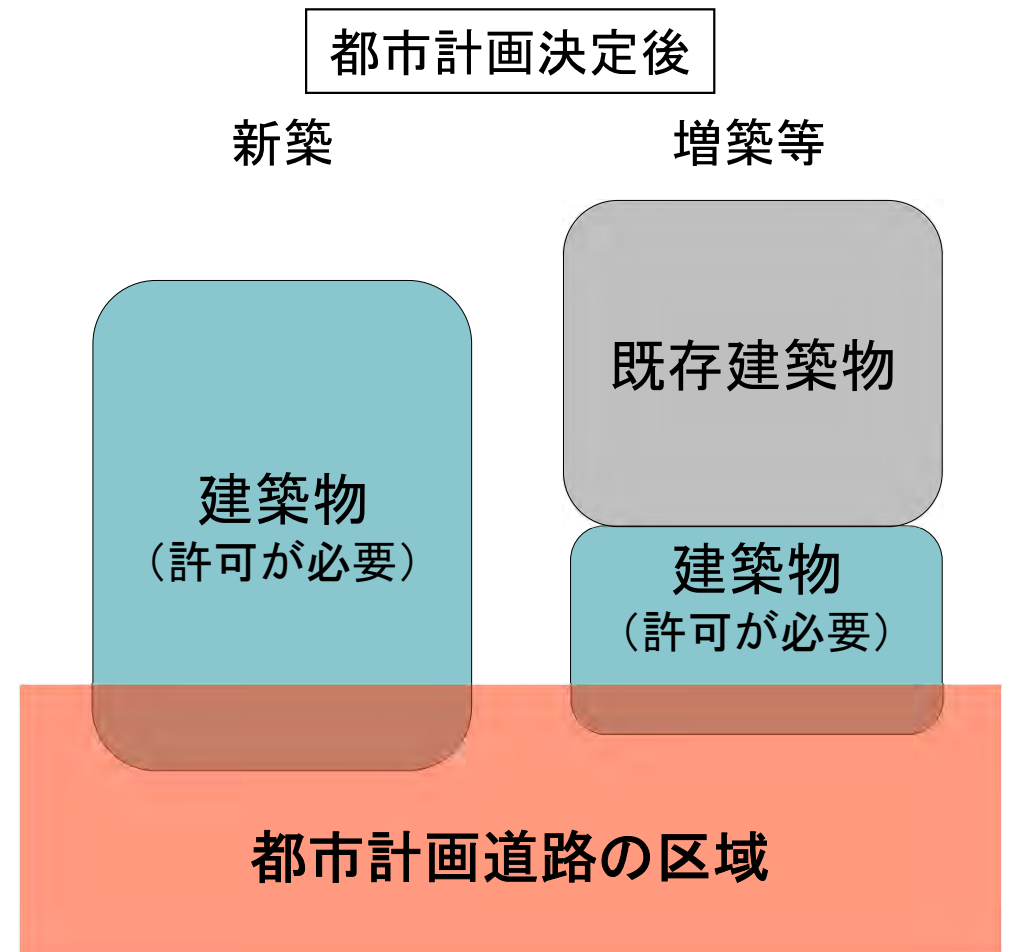 都市計画決定後
新築
増築等
既存建築物
建築物
（許可が必要）
建築物
（許可が必要）
都市計画道路の区域